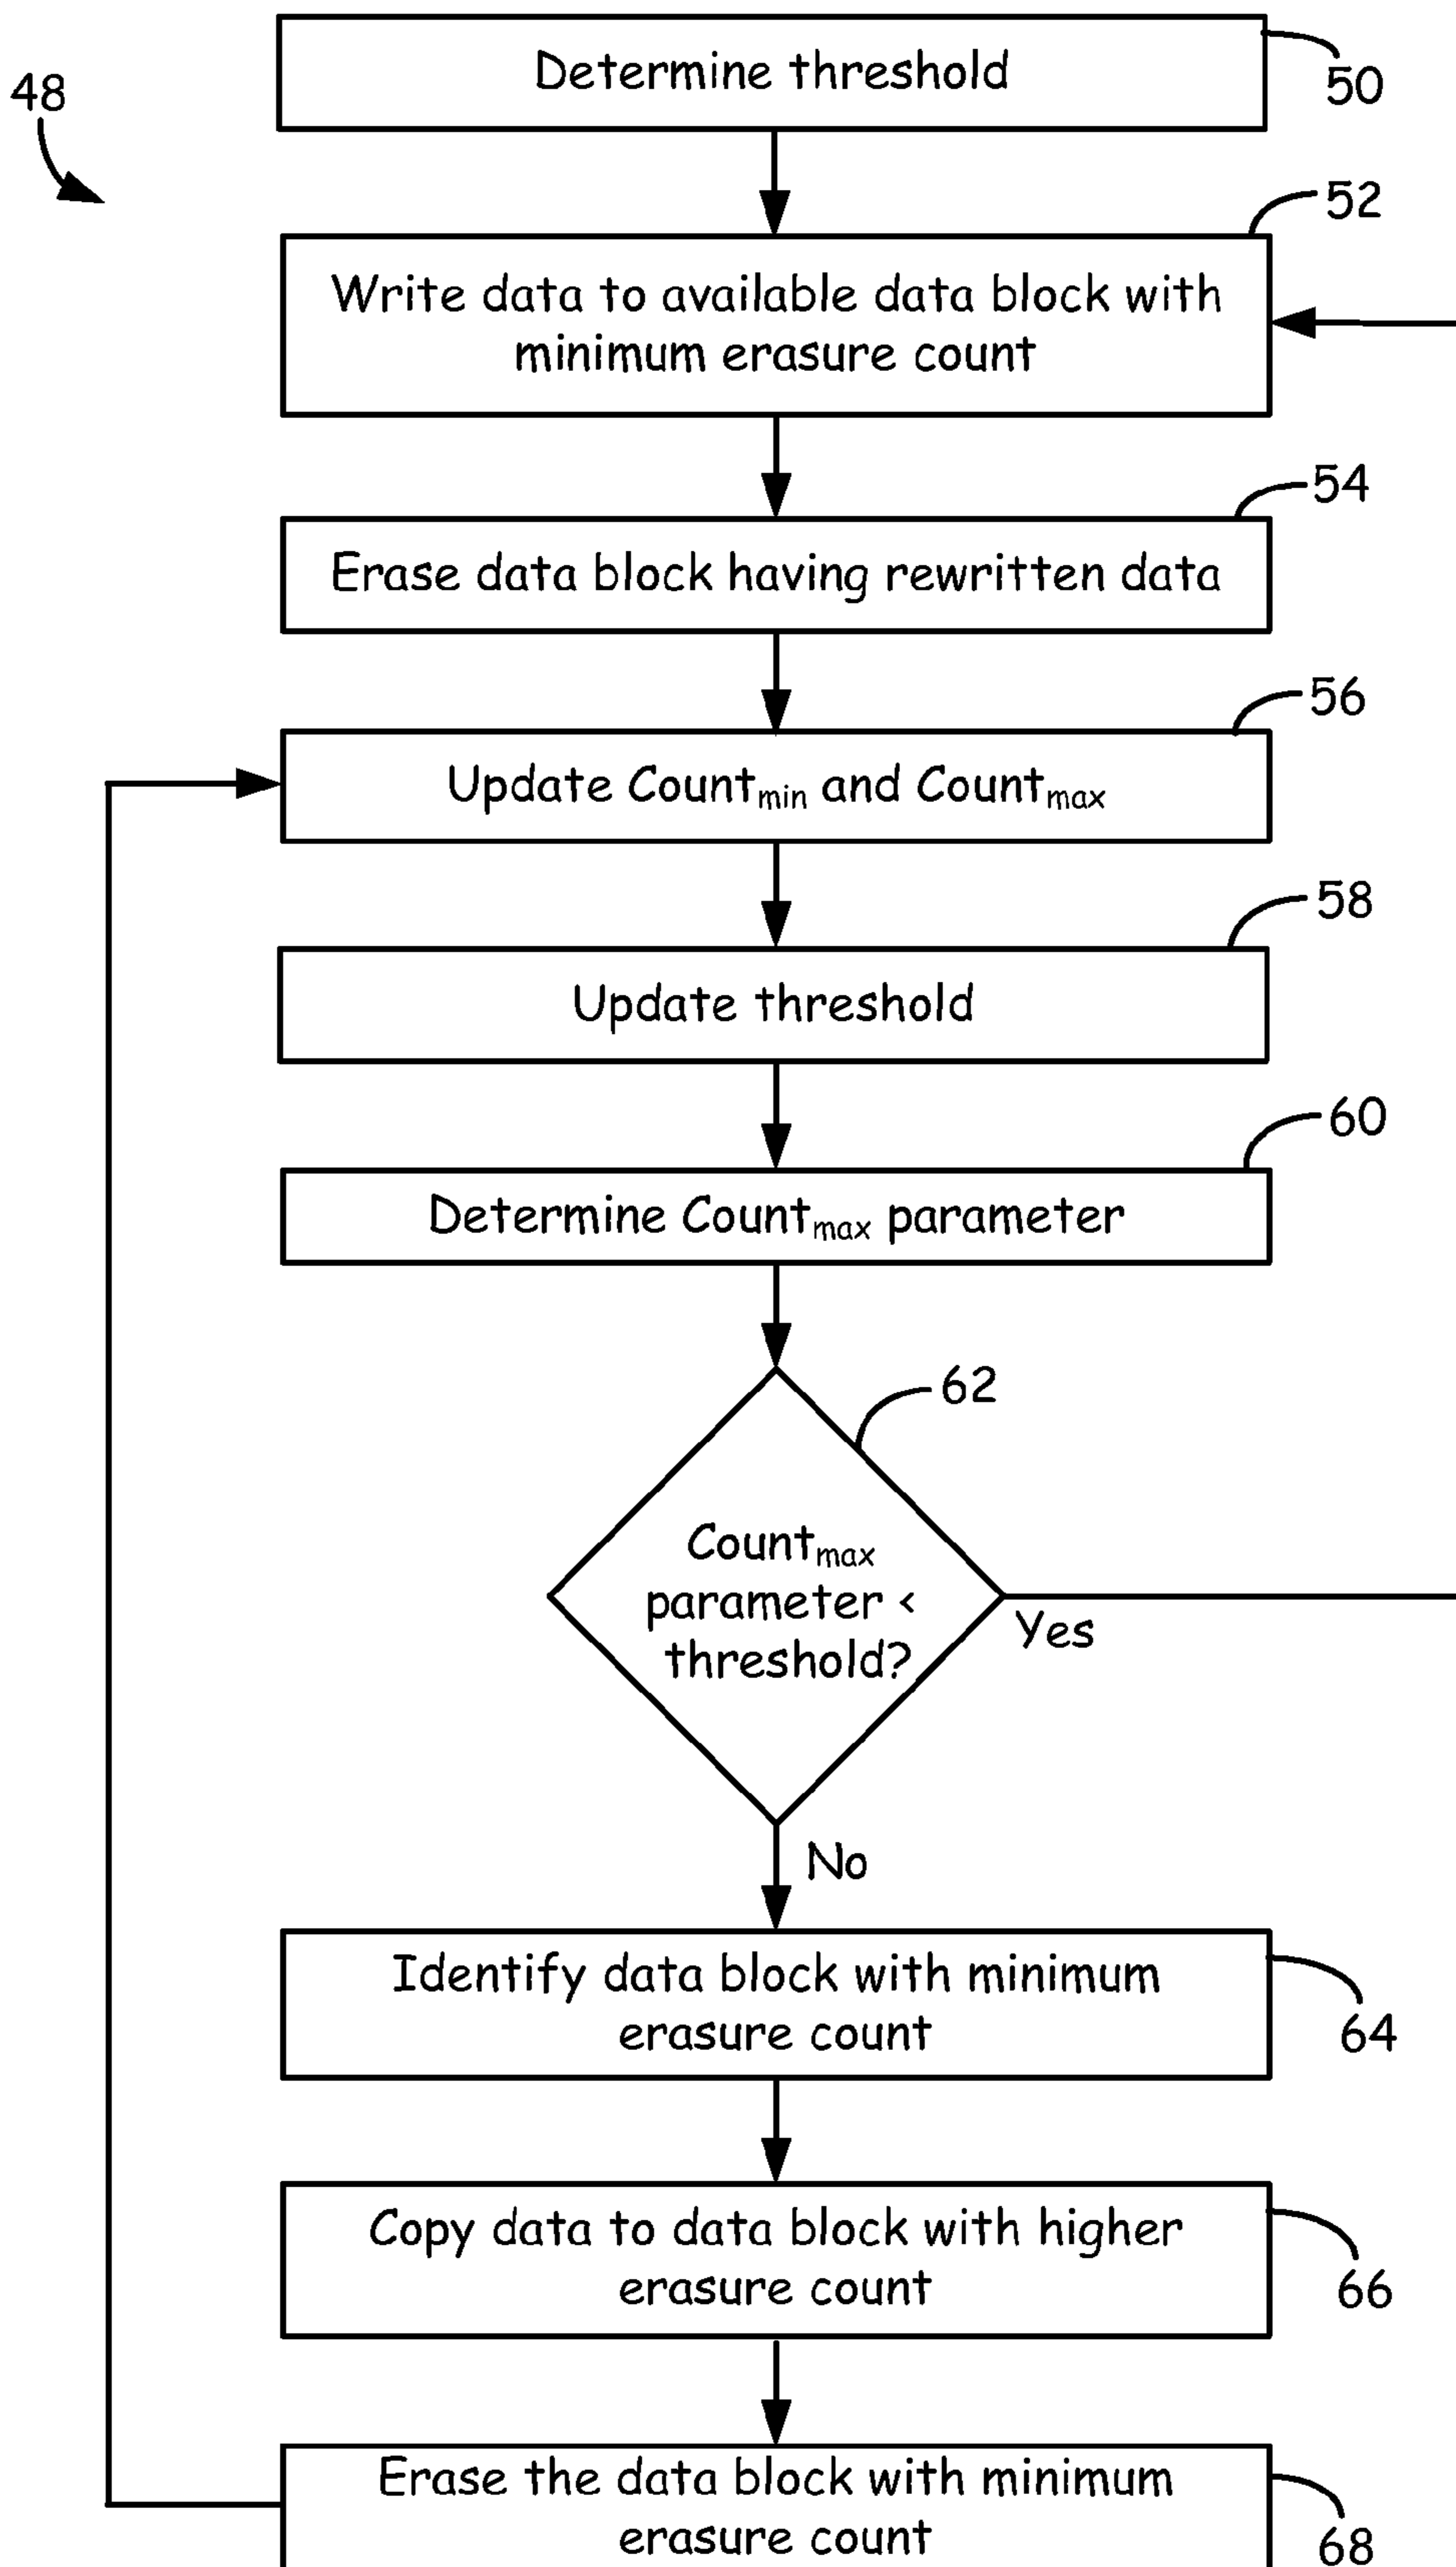 Determine threshold
50
48
52
Write data to available data block with
minimum erasure count
54
Erase data block having rewritten data
56
Update Countmin and Countmax
58
Update threshold
60
Determine Countmax parameter
62
Countmax
parameter <
threshold?
Yes
No
Identify data block with minimum
erasure count
64
Copy data to data block with higher
erasure count
66
Erase the data block with minimum
erasure count
68